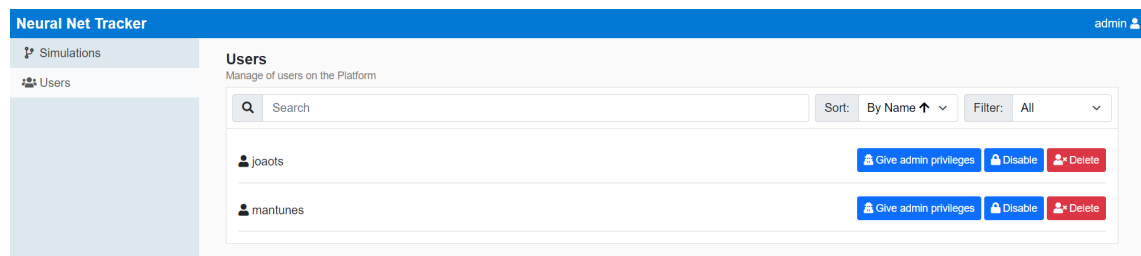 Neural Net Tracker admin
Simulations
Users
Users
Manage of users on the Platform
Search Sort: By Name Filter: All
joaots Give admin privileges Disable Delete
mantunes Give admin privileges Disable Delete